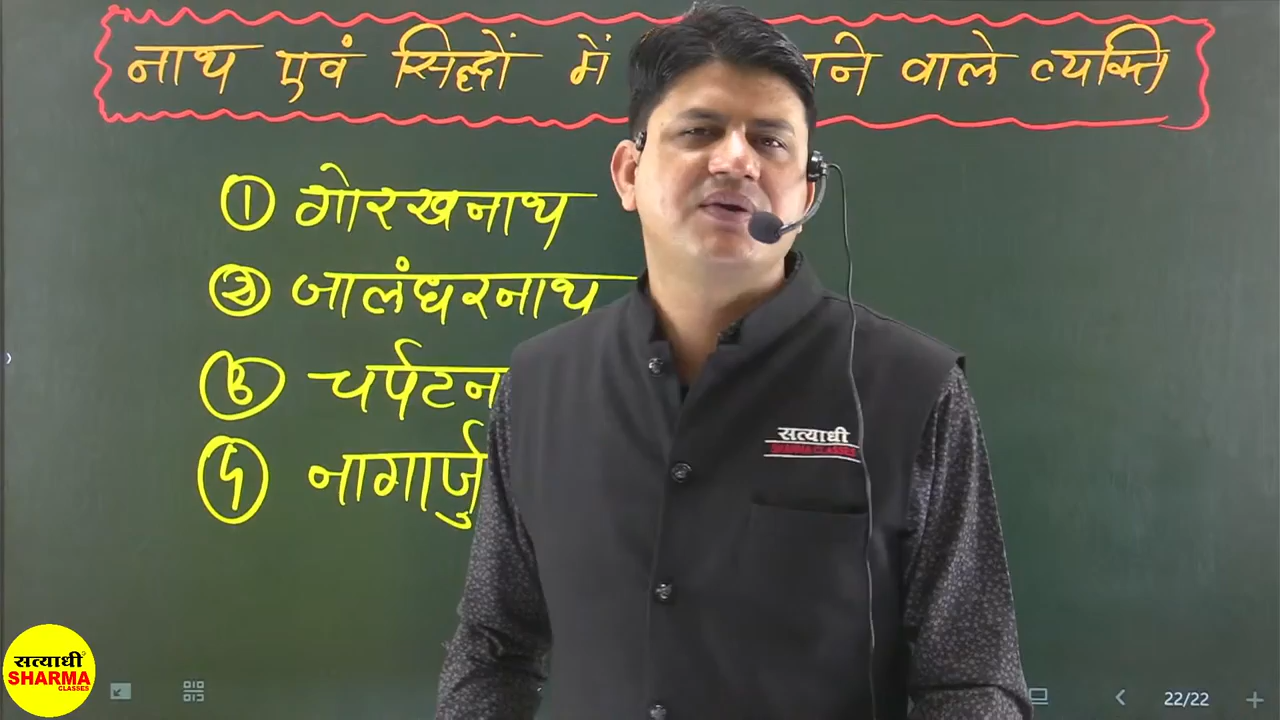 नाथ एवं सिद्धों में ाने वाले व्यक्ति
① गोरखनाथ
② जालंधरनाथ
③ चर्पटन
④ नागार्जु
सत्यार्थी
SHARMA CLASSES
सत्यार्थी
SHARMA
CLASSES
22/22